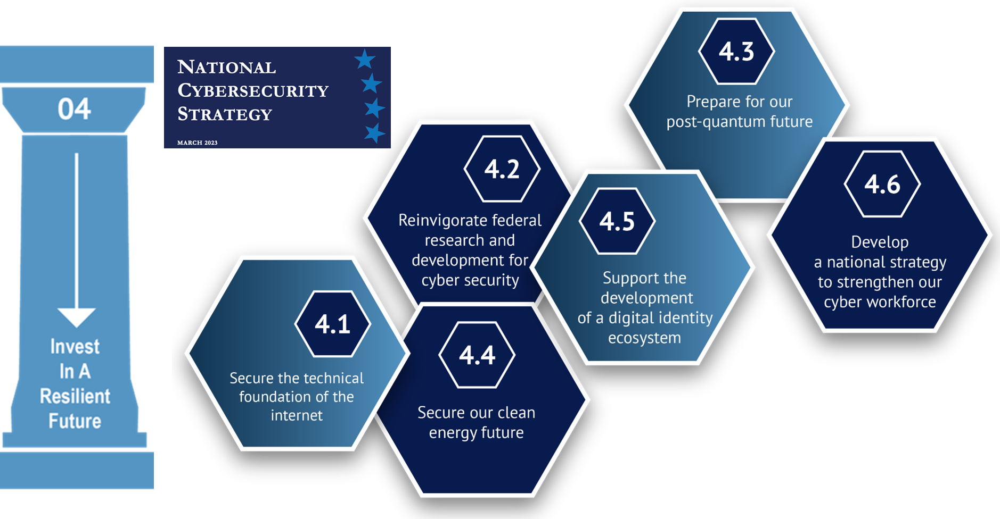 04
Invest
In A
Resilient
Future
NATIONAL
CYBERSECURITY
STRATEGY
MARCH 2023
4.1
Secure the technical
foundation of the
internet
4.2
Reinvigorate federal
research and
development for
cyber security
4.3
Prepare for our
post-quantum future
4.4
Secure our clean
energy future
4.5
Support the
development
of a digital identity
ecosystem
4.6
Develop
a national strategy
to strengthen our
cyber workforce